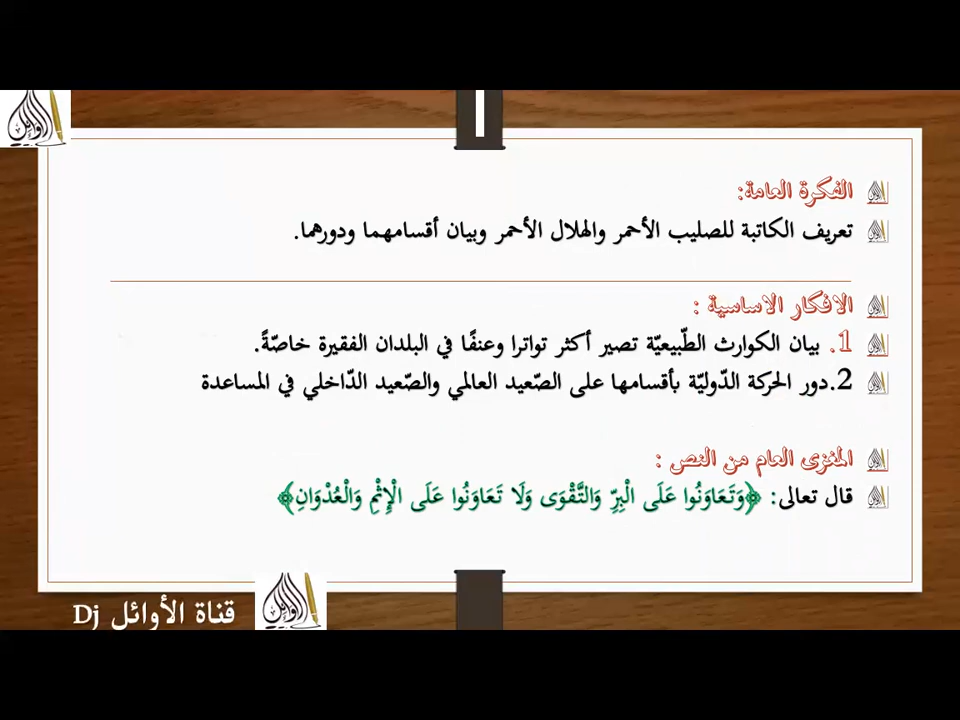 الأوائل
الفكرة العامة:
تعريف الكاتبة للصليب الأحمر والهلال الأحمر وبيان أقسامهما ودورهما.
الافكار الاساسية :
1. بيان الكوارث الطّبيعيّة تصير أكثر تواترا وعنفًا في البلدان الفقيرة خاصّةً.
2.دور الحركة الدّوليّة بأقسامها على الصّعيد العالمي والصّعيد الدّاخلي في المساعدة
المغزى العام من النص :
قال تعالى: ﴿وَتَعَاوَنُوا عَلَى الْبِرِّ وَالتَّقْوَى وَلَا تَعَاوَنُوا عَلَى الْإِثْمِ وَالْعُدْوَانِ﴾
قناة الأوائل Dj
الأوائل